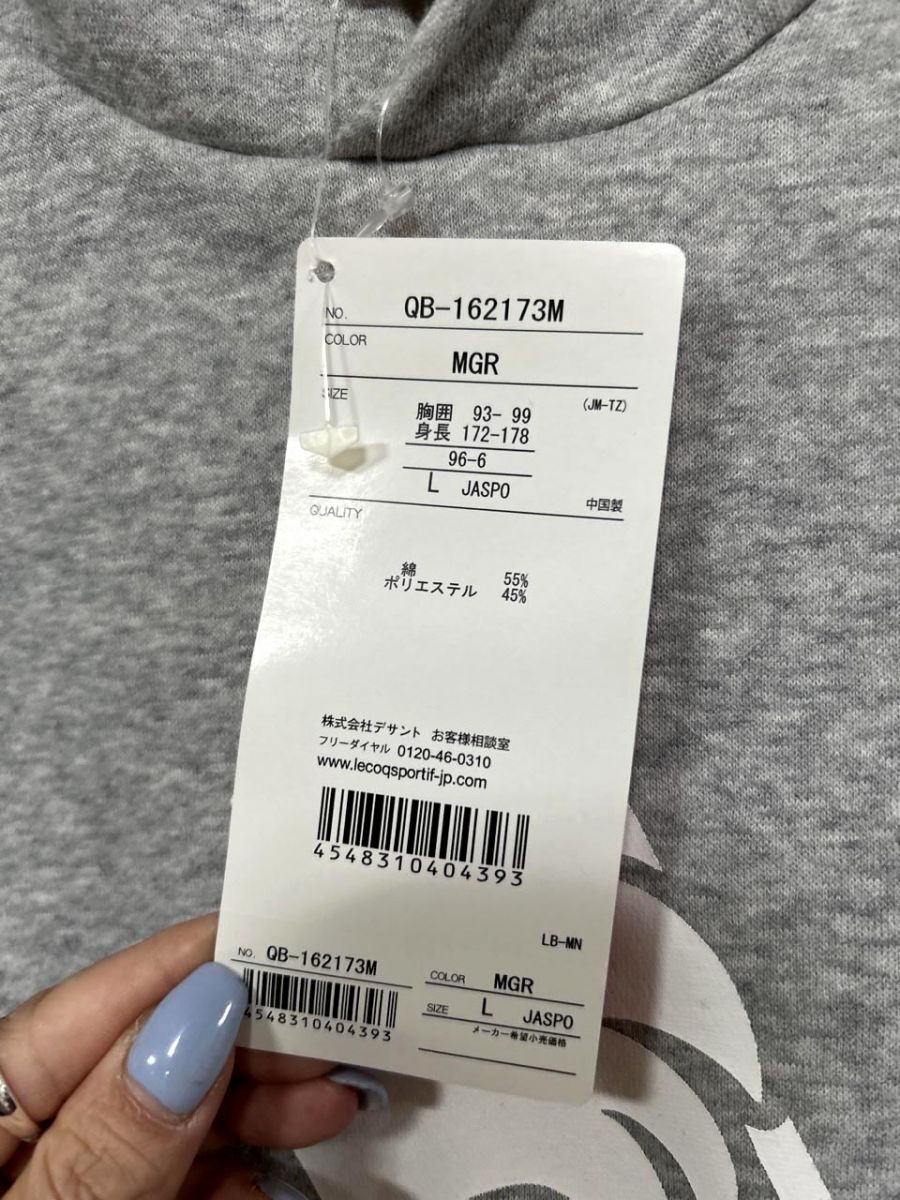 NO. QB-162173M
COLOR
MGR
SIZE
(JM-TZ)
胸囲 93- 99
身長 172-178
96-6
L JASPO
中国製
QUALITY
綿 55%
ポリエステル 45%
株式会社デサント お客様相談室
フリーダイヤル 0120-46-0310
www.lecoqsportif-jp.com
4548310404393
LB-MN
NO. QB-162173M
4548310404393
COLOR MGR
SIZE L JASPO
メーカー希望小売価格